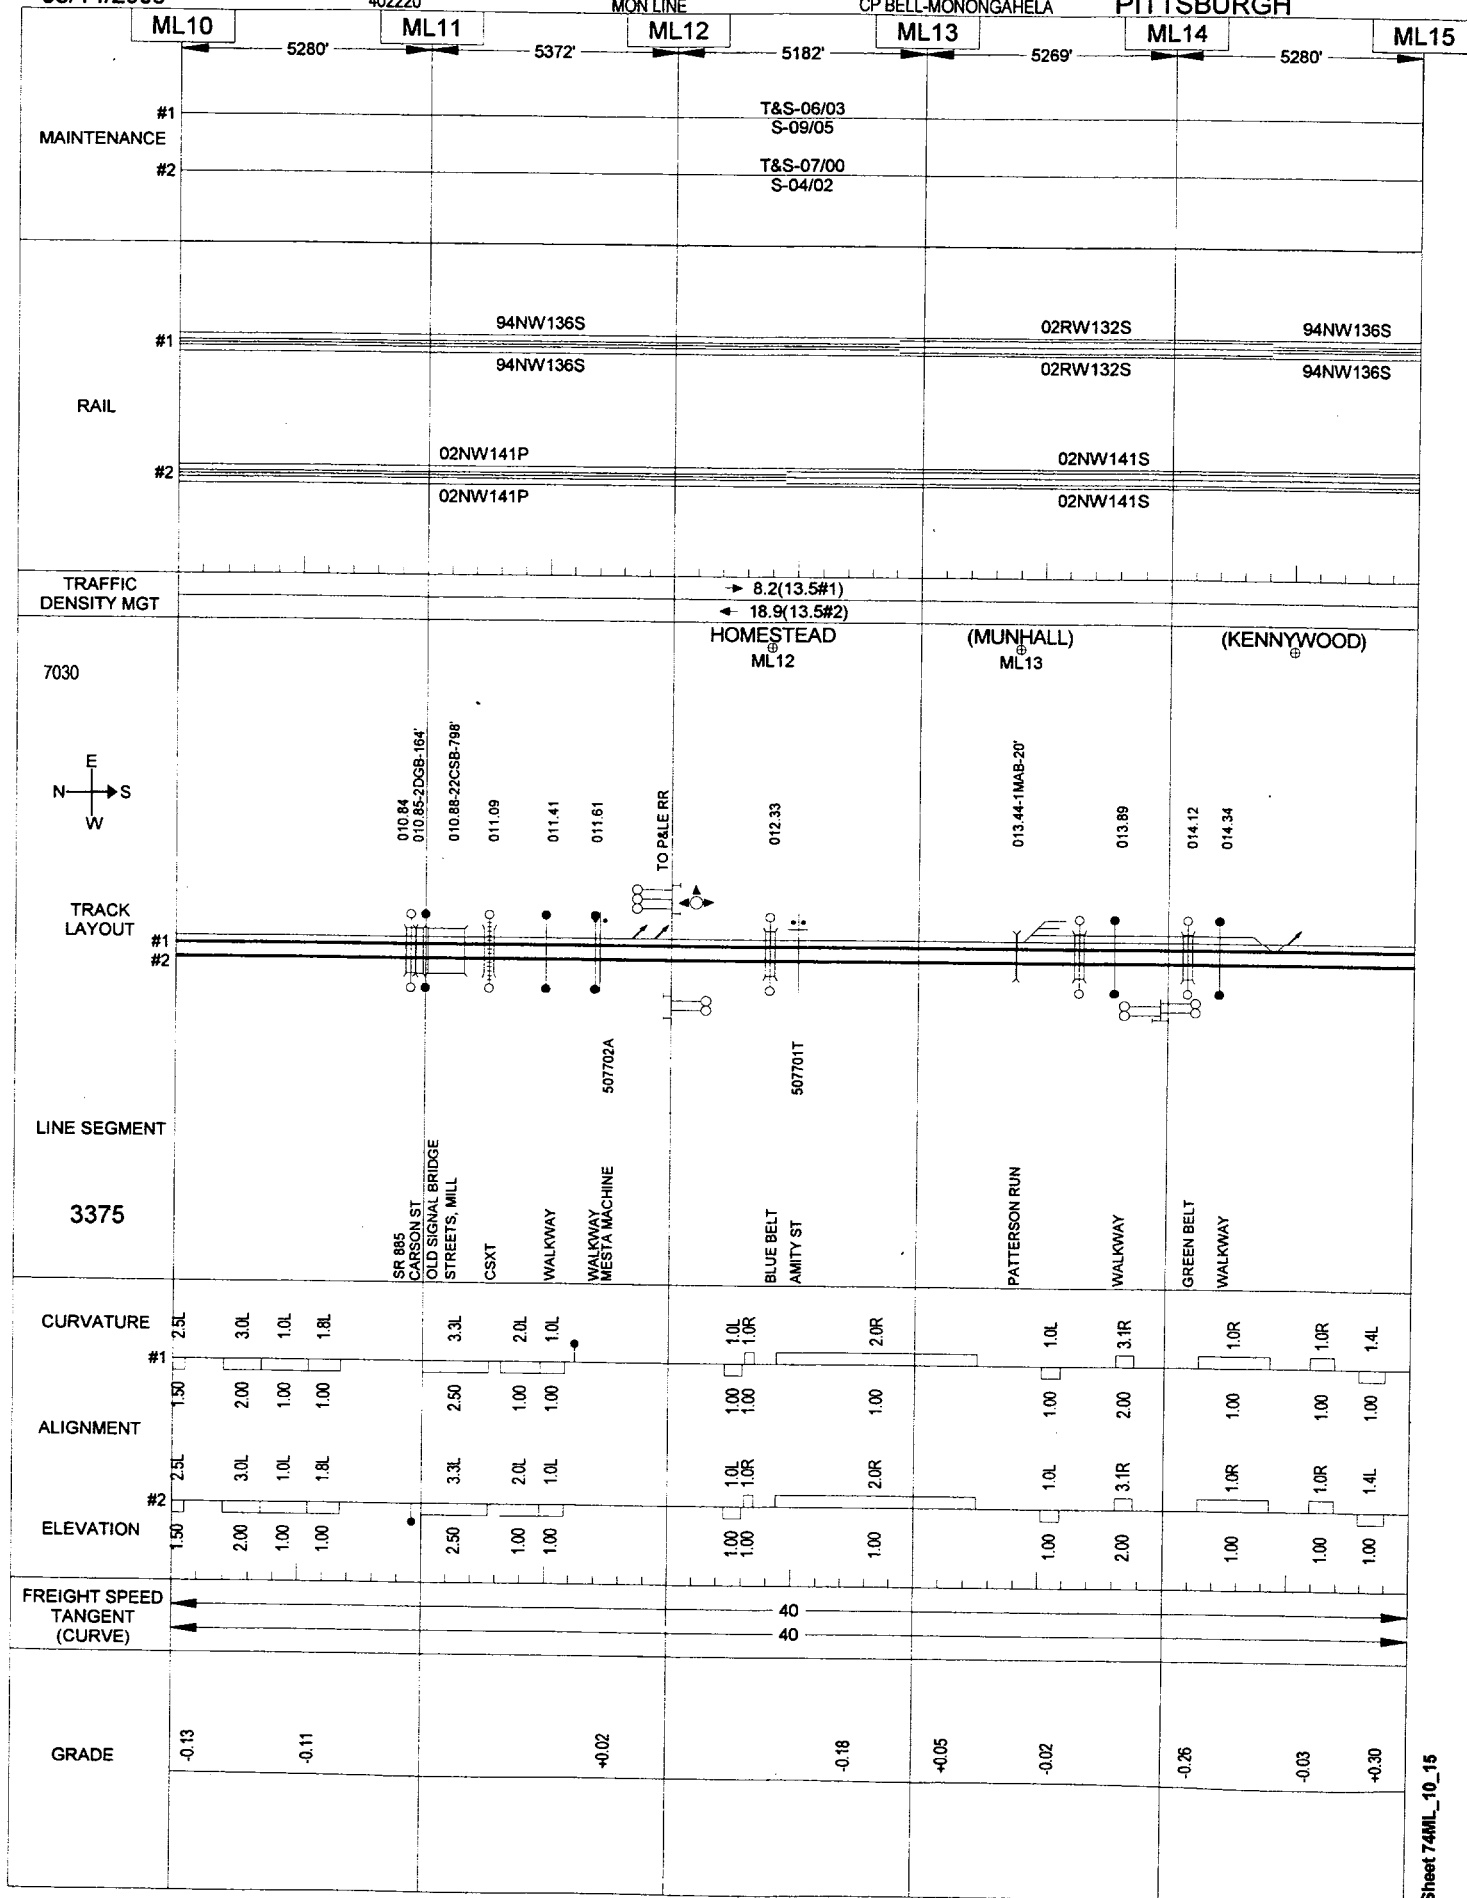 402220 MON LINE CP BELL-MONONGAHELA PITTSBURGH
ML10 ML11 ML12 ML13 ML14 ML15
5280' 5372' 5182' 5269' 5280'
MAINTENANCE
#1 T&S-06/03
S-09/05
#2 T&S-07/00
S-04/02
RAIL
94NW136S 02RW132S 94NW136S
#1
94NW136S 02RW132S 94NW136S
02NW141P 02NW141S
#2
02NW141P 02NW141S
TRAFFIC
DENSITY MGT
8.2(13.5#1)
18.9(13.5#2)
HOMESTEAD (MUNHALL) (KENNYWOOD)
ML12 ML13
7030
E
N S
W
010.84
010.85-2DGB-164'
010.88-22CSB-798'
011.09
011.41
011.61
TO P&LE RR
012.33
013.44-1MAB-20'
013.89
014.12
014.34
TRACK
LAYOUT
#1
#2
507702A
507701T
LINE SEGMENT
3375
SR 885
CARSON ST
OLD SIGNAL BRIDGE
STREETS, MILL
CSXT
WALKWAY
WALKWAY
MESTA MACHINE
BLUE BELT
AMITY ST
PATTERSON RUN
WALKWAY
GREEN BELT
WALKWAY
CURVATURE
#1
2.5L 3.0L 1.0L 1.8L 3.3L 2.0L 1.0L 1.0L 1.0R 2.0R 1.0L 3.1R 1.0R 1.0R 1.4L
1.50 2.00 1.00 1.00 2.50 1.00 1.00 1.00 1.00 1.00 1.00 2.00 1.00 1.00 1.00
ALIGNMENT
2.5L 3.0L 1.0L 1.8L 3.3L 2.0L 1.0L 1.0L 1.0R 2.0R 1.0L 3.1R 1.0R 1.0R 1.4L
#2
ELEVATION
1.50 2.00 1.00 1.00 2.50 1.00 1.00 1.00 1.00 1.00 1.00 2.00 1.00 1.00 1.00
FREIGHT SPEED
TANGENT
(CURVE)
40
40
GRADE
-0.13 -0.11 +0.02 -0.18 +0.05 -0.02 -0.26 -0.03 +0.30
Sheet 74ML_10_15